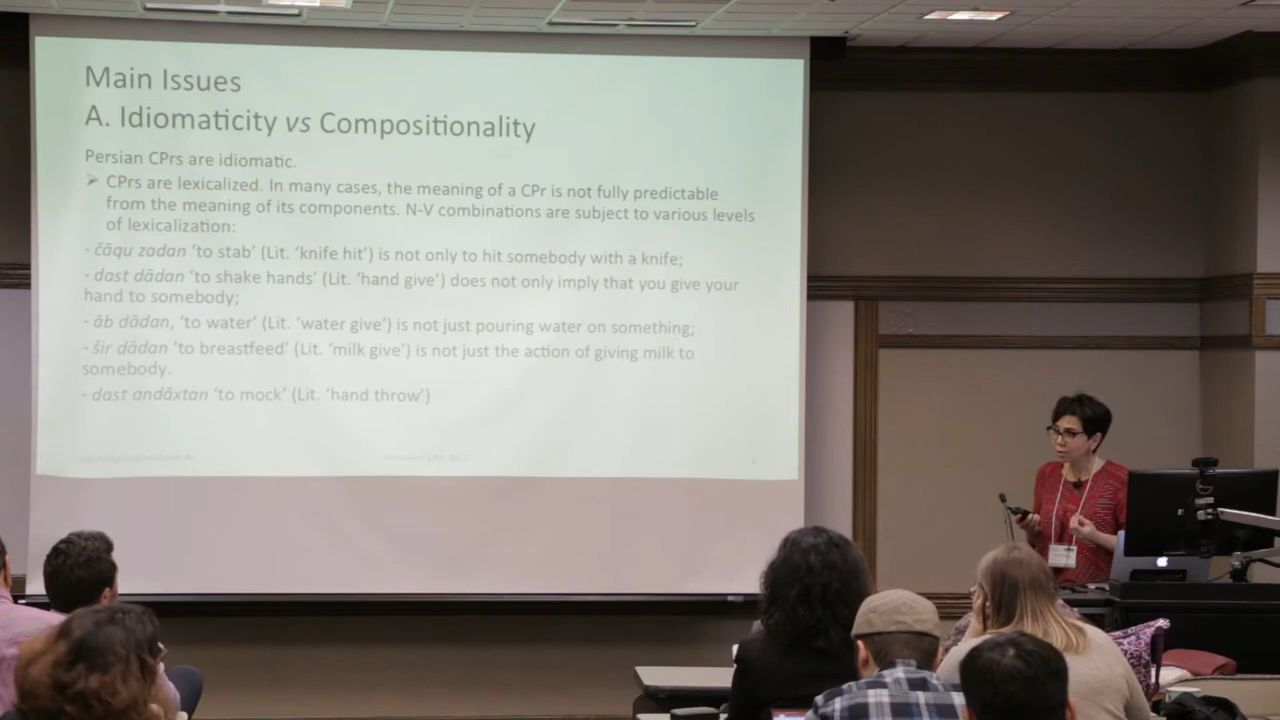 Main Issues
A. Idiomaticity vs Compositionality
Persian CPrs are idiomatic.
➤ CPrs are lexicalized. In many cases, the meaning of a CPr is not fully predictable
from the meaning of its components. N-V combinations are subject to various levels
of lexicalization:
- čāqu zadan ‘to stab’ (Lit. ‘knife hit’) is not only to hit somebody with a knife;
- dast dādan ‘to shake hands’ (Lit. ‘hand give’) does not only imply that you give your
hand to somebody;
- āb dādan, ‘to water’ (Lit. ‘water give’) is not just pouring water on something;
- šir dādan ‘to breastfeed’ (Lit. ‘milk give’) is not just the action of giving milk to
somebody.
- dast andāxtan ‘to mock’ (Lit. ‘hand throw’)